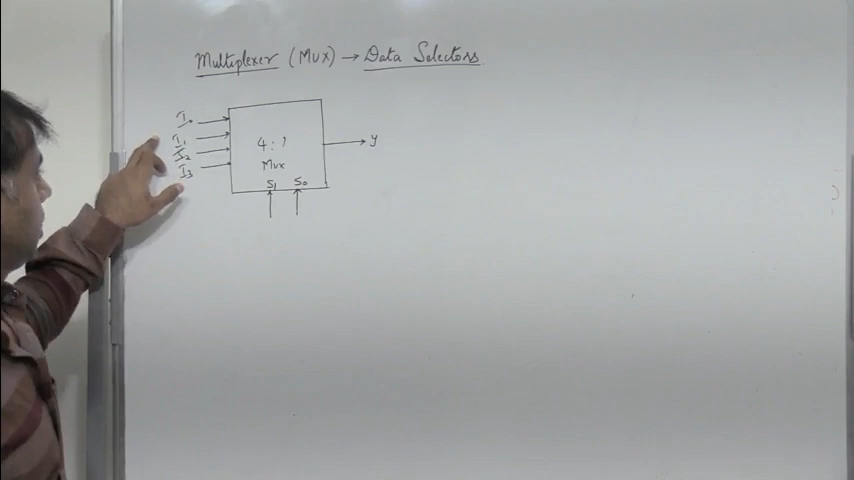 Multiplexer (Mux) → Data Selectors
I₀
I₁
I₂
I₃
4:1
Mux
S₁ S₀
y